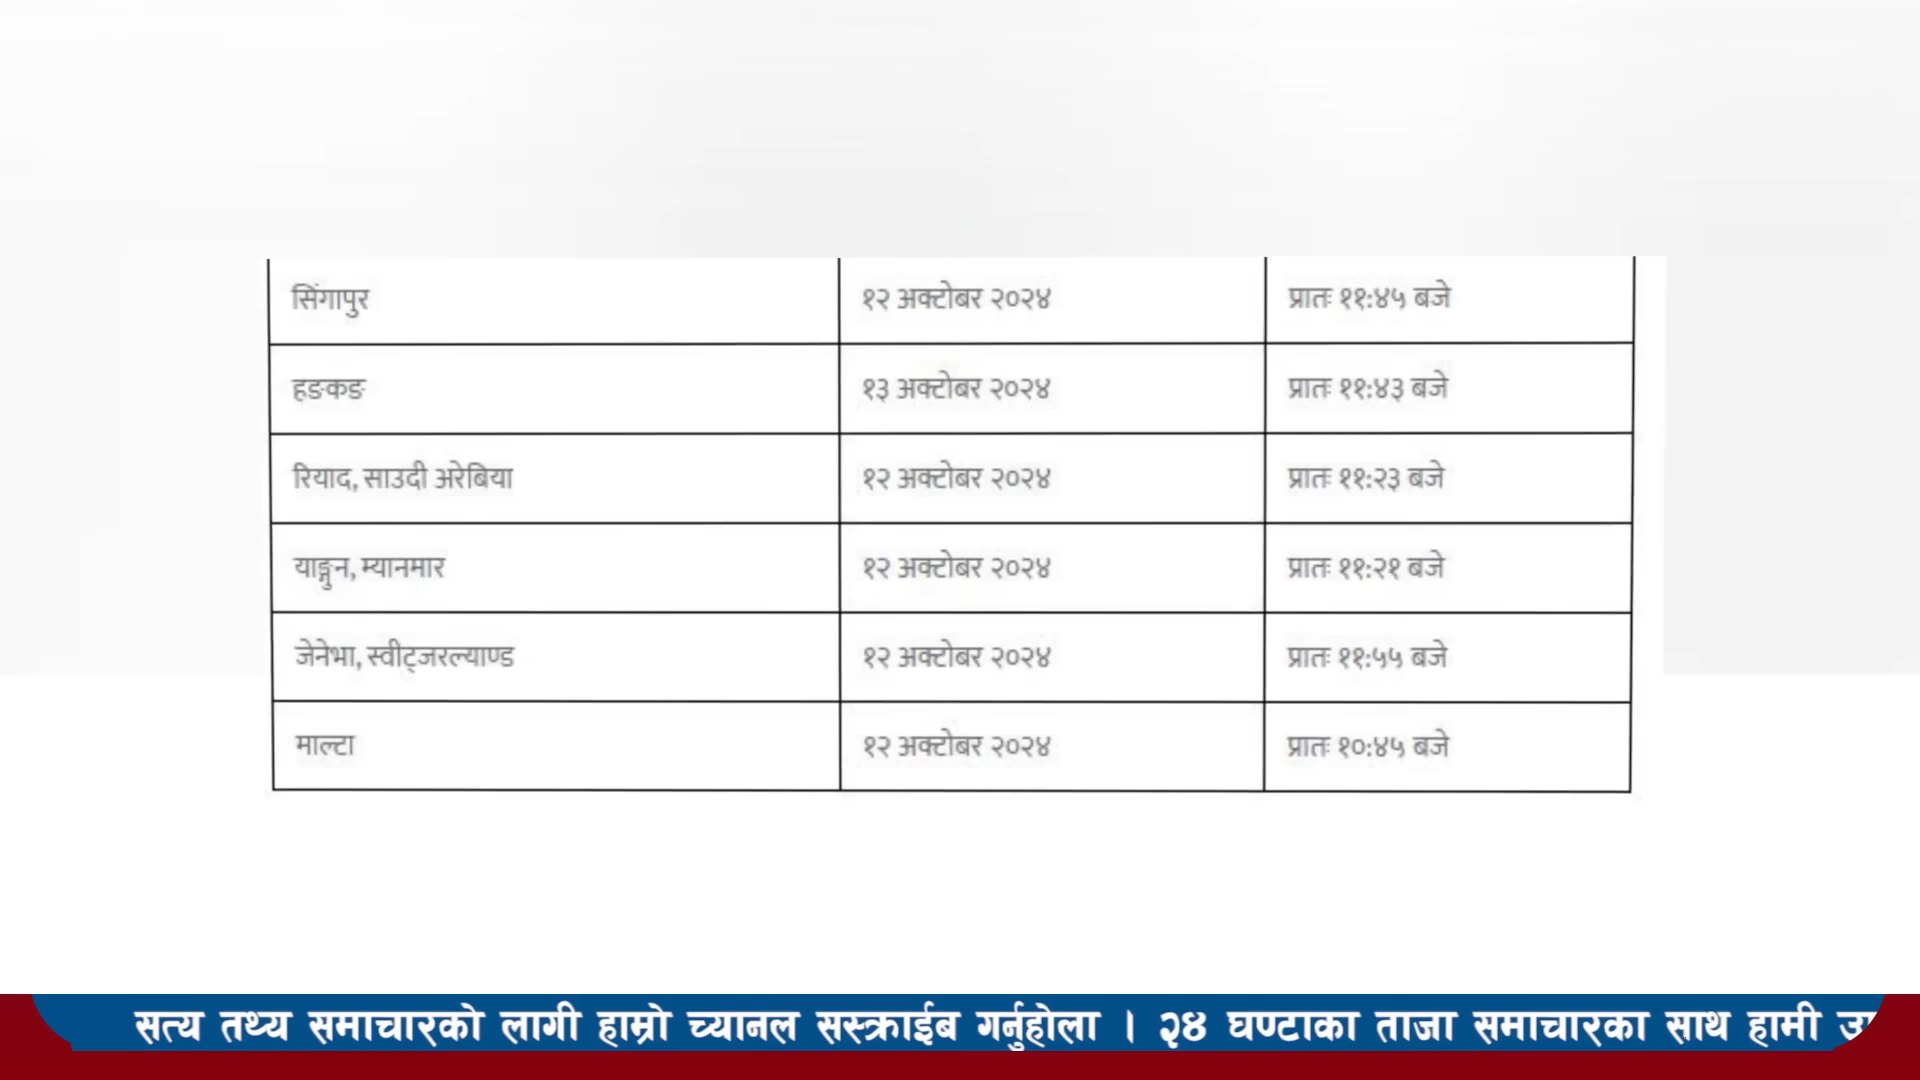 सिंगापुर १२ अक्टोबर २०२४ प्रातः ११:४५ बजे
हङकङ १३ अक्टोबर २०२४ प्रातः ११:४३ बजे
रियाद, साउदी अरेबिया १२ अक्टोबर २०२४ प्रातः ११:२३ बजे
याङ्गुन, म्यानमार १२ अक्टोबर २०२४ प्रातः ११:२१ बजे
जेनेभा, स्वीट्जरल्याण्ड १२ अक्टोबर २०२४ प्रातः ११:५५ बजे
माल्टा १२ अक्टोबर २०२४ प्रातः १०:४५ बजे
सत्य तथ्य समाचारको लागी हाम्रो च्यानल सस्क्राईब गर्नुहोला । २४ घण्टाका ताजा समाचारका साथ हामी